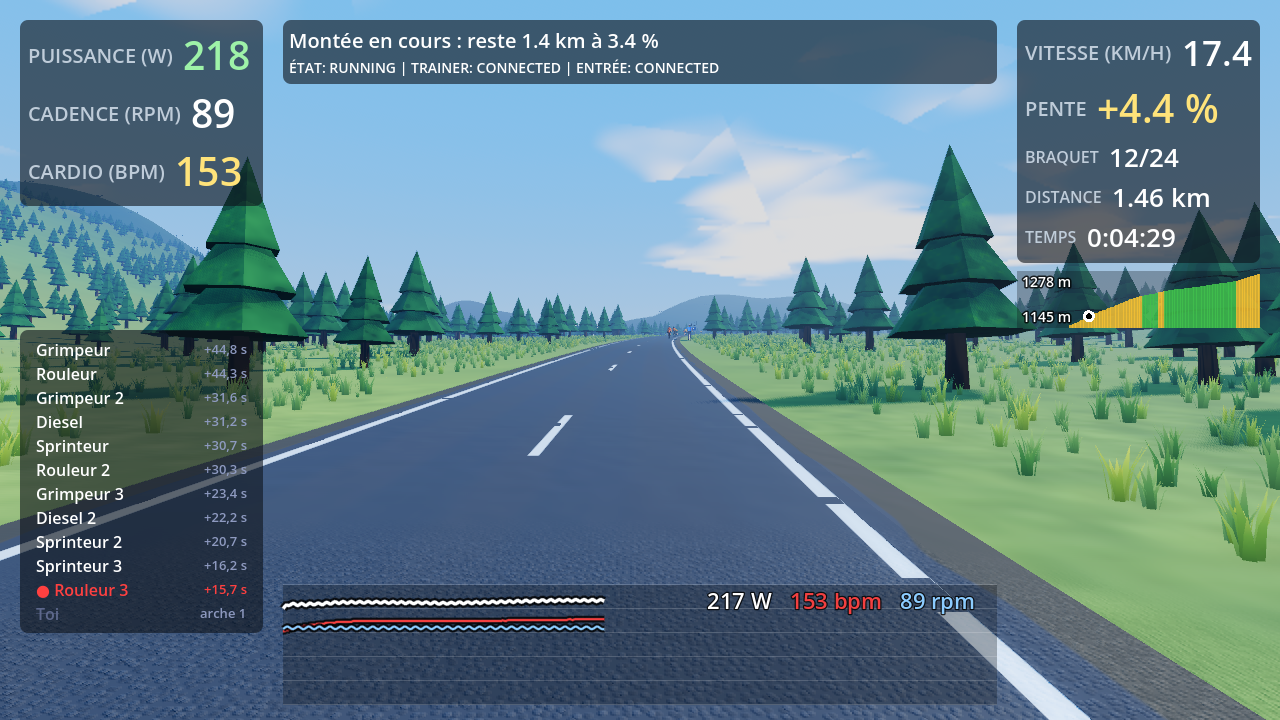 PUISSANCE (W) 218
CADENCE (RPM) 89
CARDIO (BPM) 153
Montée en cours : reste 1.4 km à 3.4 %
ÉTAT: RUNNING | TRAINER: CONNECTED | ENTRÉE: CONNECTED
VITESSE (KM/H) 17.4
PENTE +4.4 %
BRAQUET 12/24
DISTANCE 1.46 km
TEMPS 0:04:29
1278 m
1145 m
Grimpeur +44,8 s
Rouleur +44,3 s
Grimpeur 2 +31,6 s
Diesel +31,2 s
Sprinteur +30,7 s
Rouleur 2 +30,3 s
Grimpeur 3 +23,4 s
Diesel 2 +22,2 s
Sprinteur 2 +20,7 s
Sprinteur 3 +16,2 s
Rouleur 3 +15,7 s
Toi arche 1
217 W 153 bpm 89 rpm